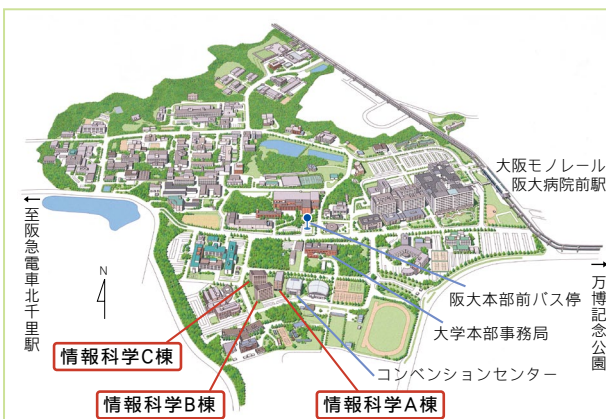 大阪モノレール
阪大病院前駅
←至阪急電車北千里駅
N
→万博記念公園
阪大本部前バス停
大学本部事務局
情報科学C棟
コンベンションセンター
情報科学B棟
情報科学A棟